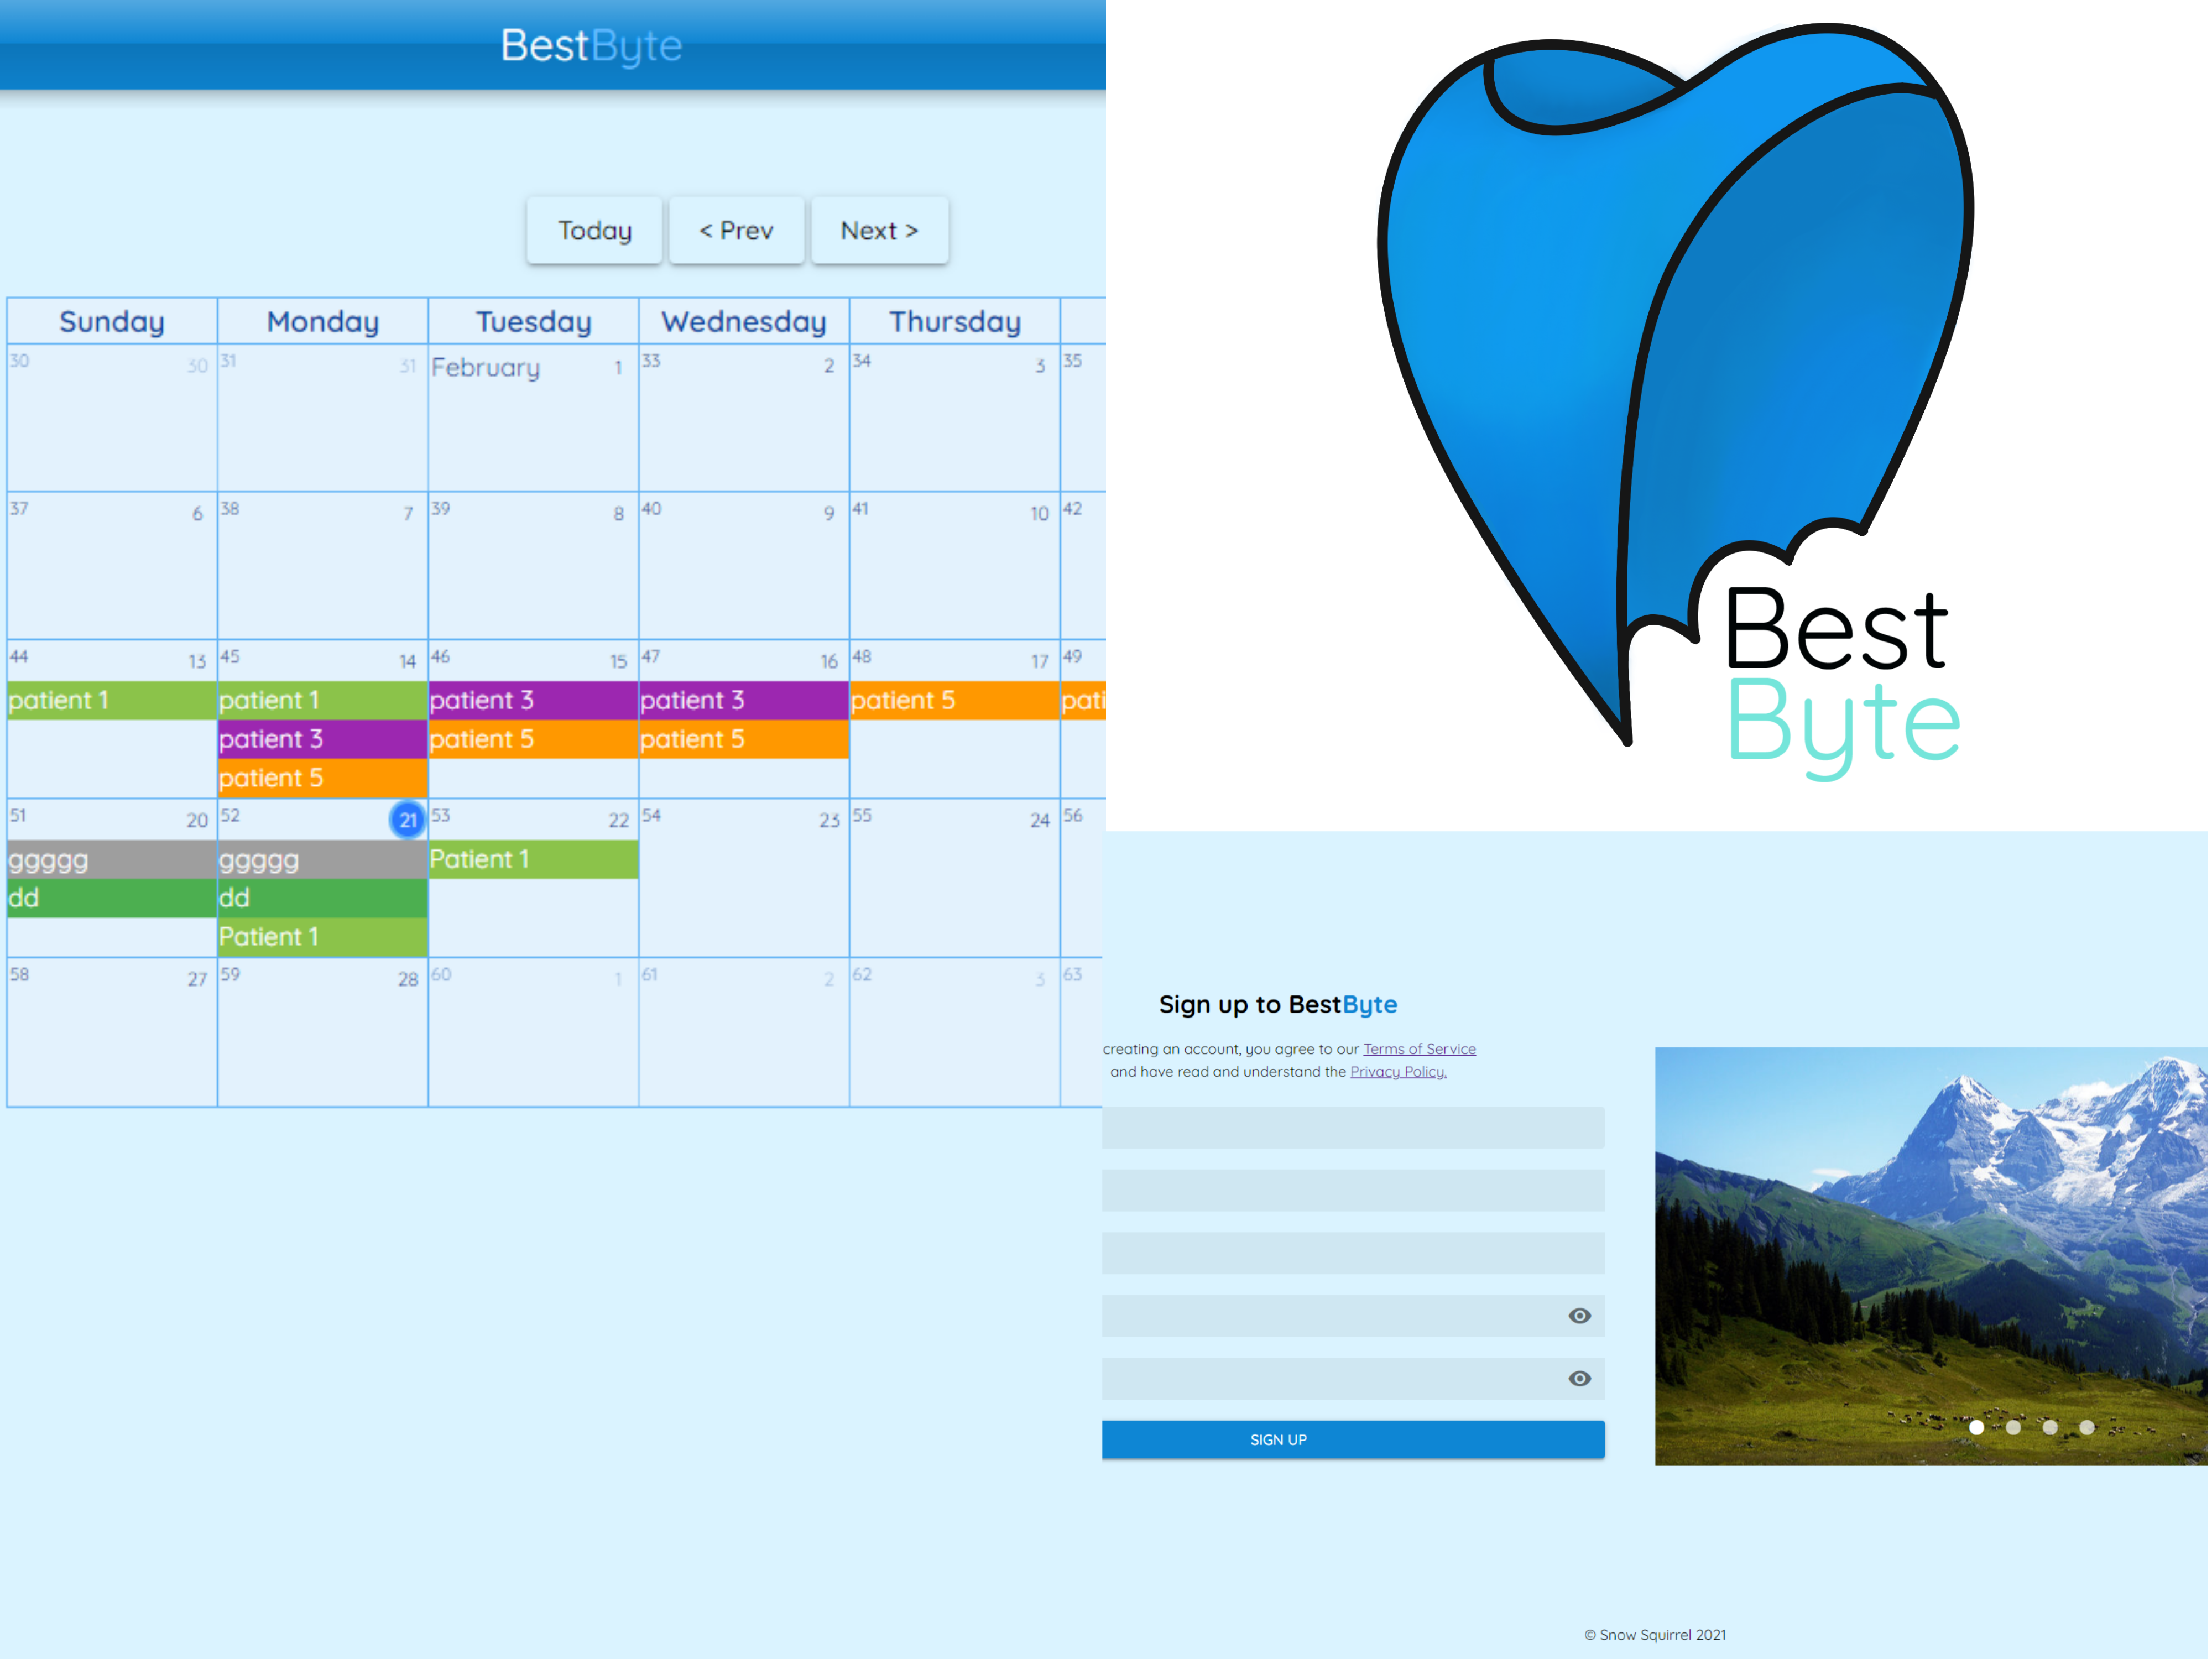 BestByte
Today < Prev Next >
Sunday Monday Tuesday Wednesday Thursday
30 30 31 31 February 1 33 2 34 3 35
37 6 38 7 39 8 40 9 41 10 42
44 13 45 14 46 15 47 16 48 17 49
patient 1 patient 1 patient 3 patient 3 patient 5 pati
patient 3 patient 5 patient 5
patient 5
51 20 52 21 53 22 54 23 55 24 56
ggggg ggggg Patient 1
dd dd
Patient 1
58 27 59 28 60 1 61 2 62 3 63
Best
Byte
Sign up to BestByte
creating an account, you agree to our Terms of Service
and have read and understand the Privacy Policy.
SIGN UP
© Snow Squirrel 2021